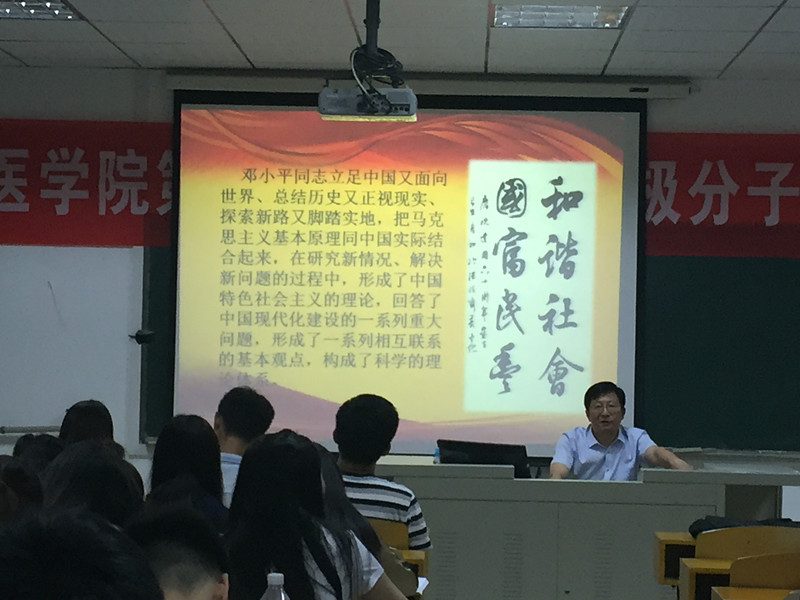 医学院第
极分子
邓小平同志立足中国又面向
世界、总结历史又正视现实、
探索新路又脚踏实地，把马克
思主义基本原理同中国实际结
合起来，在研究新情况、解决
新问题的过程中，形成了中国
特色社会主义的理论，回答了
中国现代化建设的一系列重大
问题，形成了一系列相互联系
的基本观点，构成了科学的理
论体系。
和谐社會
國富民